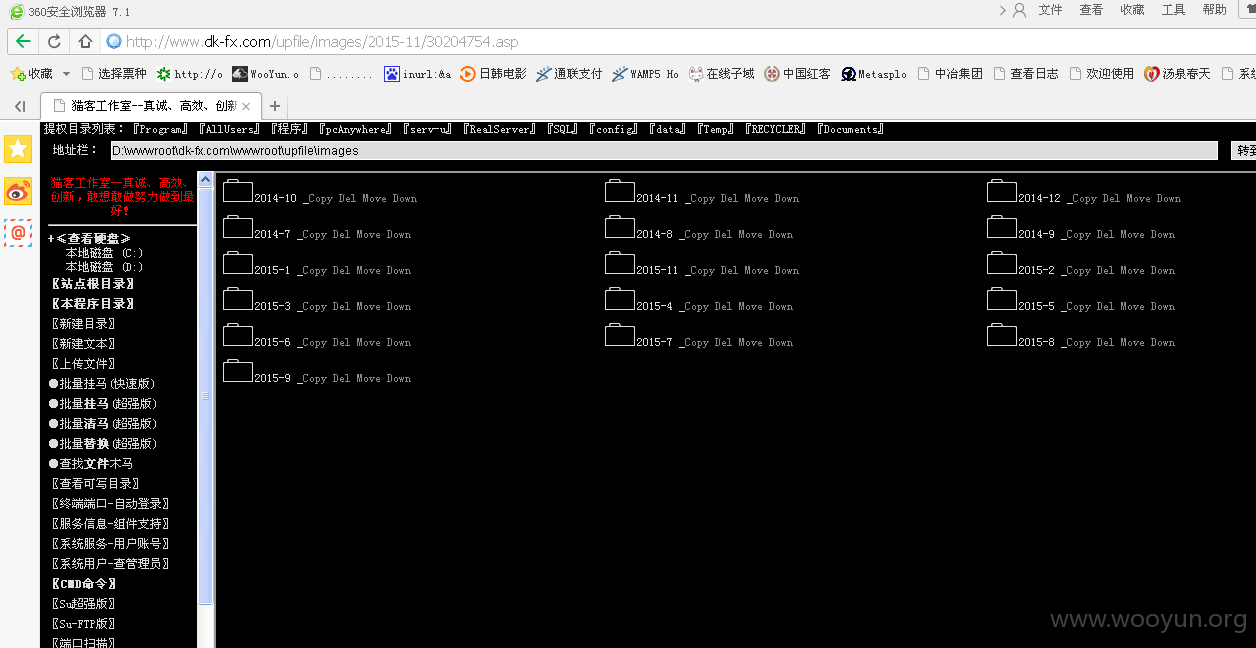 360安全浏览器 7.1
文件 查看 收藏 工具 帮助
http://www.dk-fx.com/upfile/images/2015-11/30204754.asp
收藏 选择票种 http://o WooYun.o ........ inurl:&a 日韩电影 通联支付 WAMP5 Ho 在线子域 中国红客 Metasplo 中冶集团 查看日志 欢迎使用 汤泉春天 系统
猫客工作室--真诚、高效、创新
提权目录列表：『Program』『AllUsers』『程序』『pcAnywhere』『serv-u』『RealServer』『SQL』『config』『data』『Temp』『RECYCLER』『Documents』
地址栏： D:\wwwroot\dk-fx.com\wwwroot\upfile\images 转到
猫客工作室--真诚、高效、
创新，敢想敢做努力做到最
好!
+≪查看硬盘≫
本地磁盘 (C:)
本地磁盘 (D:)
〖站点根目录〗
〖本程序目录〗
〖新建目录〗
〖新建文本〗
〖上传文件〗
●批量挂马(快速版)
●批量挂马(超强版)
●批量清马(超强版)
●批量替换(超强版)
●查找文件木马
〖查看可写目录〗
〖终端端口-自动登录〗
〖服务信息-组件支持〗
〖系统服务-用户账号〗
〖系统用户-查管理员〗
〖CMD命令〗
〖Su超强版〗
〖Su-FTP版〗
〖端口扫描〗
2014-10 _Copy Del Move Down 2014-11 _Copy Del Move Down 2014-12 _Copy Del Move Down
2014-7 _Copy Del Move Down 2014-8 _Copy Del Move Down 2014-9 _Copy Del Move Down
2015-1 _Copy Del Move Down 2015-11 _Copy Del Move Down 2015-2 _Copy Del Move Down
2015-3 _Copy Del Move Down 2015-4 _Copy Del Move Down 2015-5 _Copy Del Move Down
2015-6 _Copy Del Move Down 2015-7 _Copy Del Move Down 2015-8 _Copy Del Move Down
2015-9 _Copy Del Move Down
www.wooyun.org